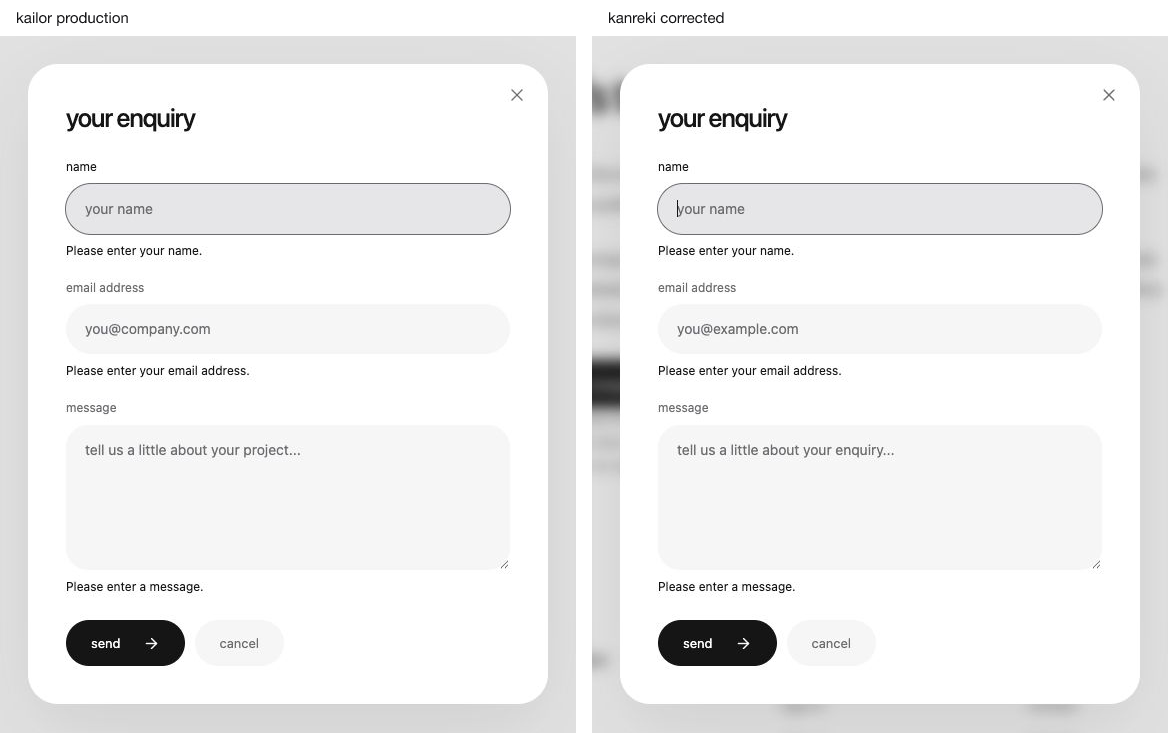 kailor production
your enquiry
name
your name
Please enter your name.
email address
you@company.com
Please enter your email address.
message
tell us a little about your project...
Please enter a message.
send
cancel
kanreki corrected
your enquiry
name
your name
Please enter your name.
email address
you@example.com
Please enter your email address.
message
tell us a little about your enquiry...
Please enter a message.
send
cancel